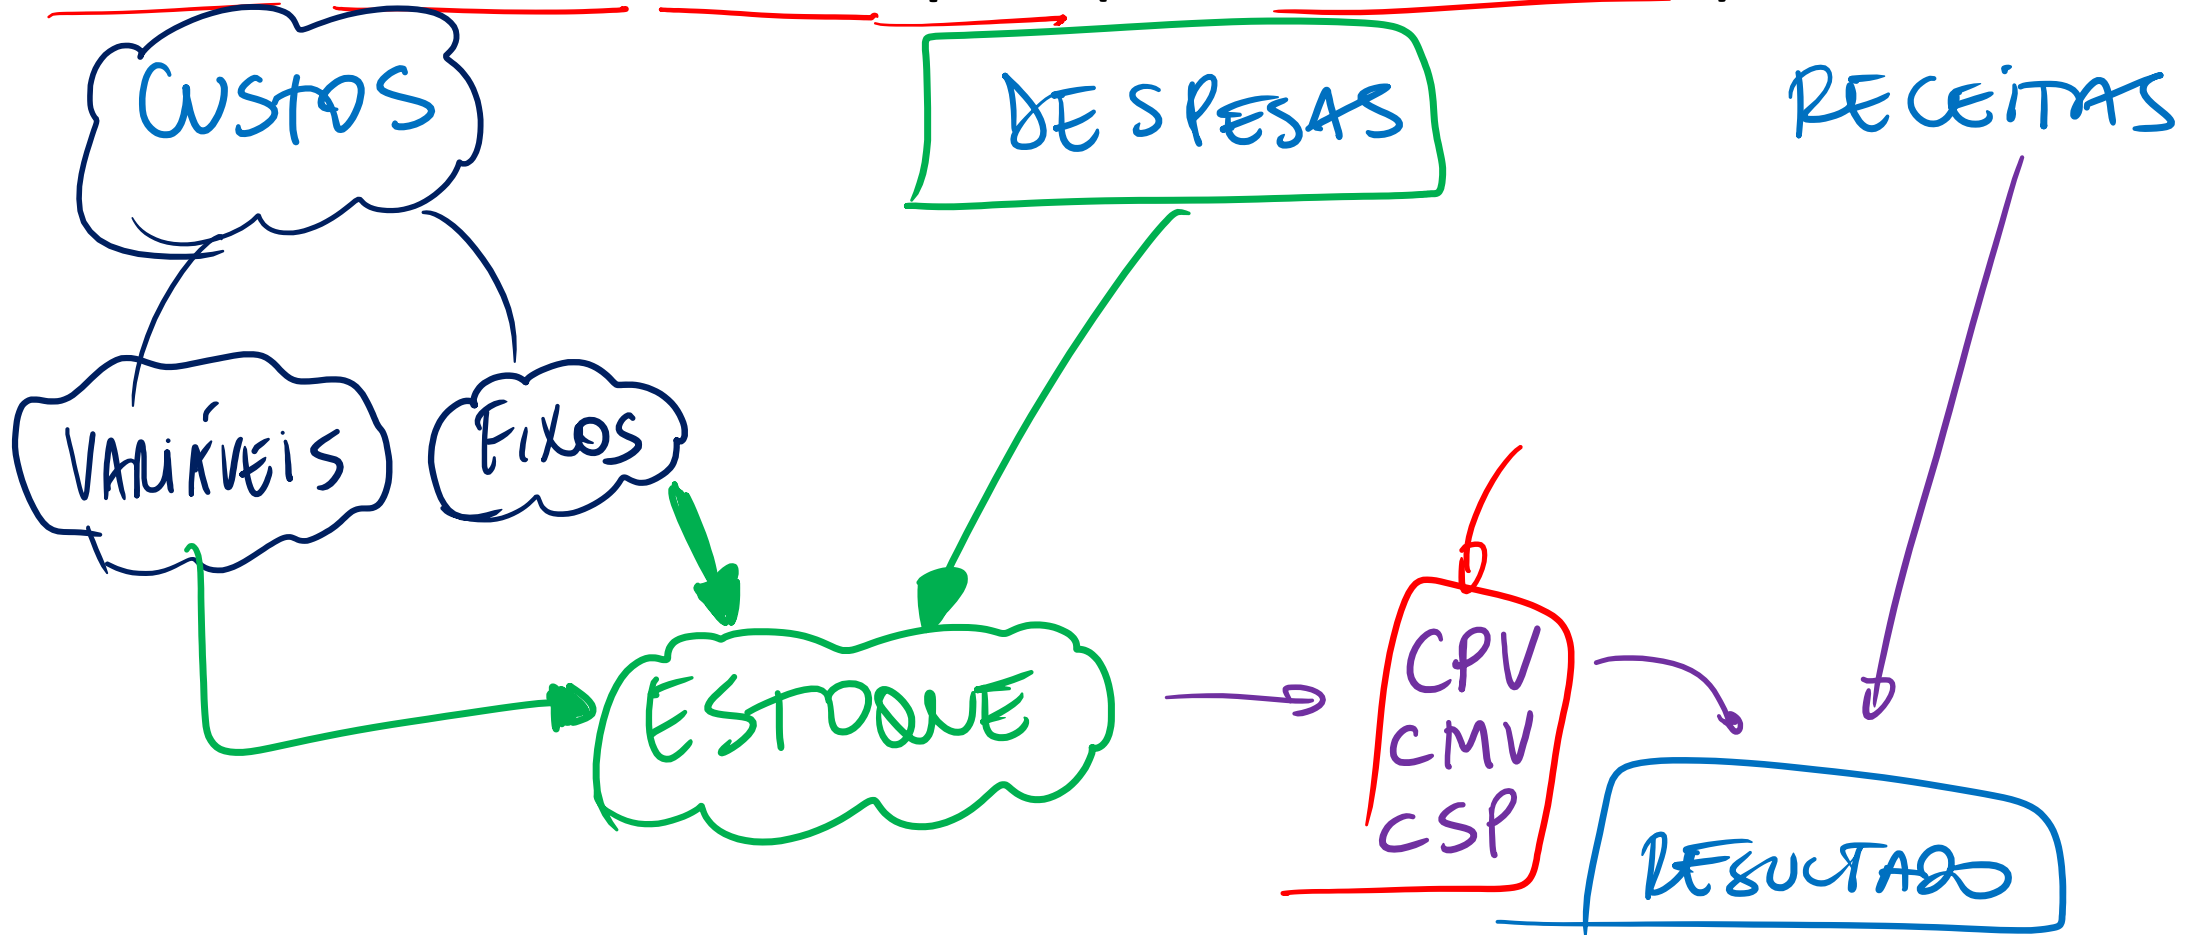 CUSTOS
DESPESAS
RECEITAS
VARIÁVEIS
FIXOS
ESTOQUE
CPV
CMV
CSP
RESULTADO